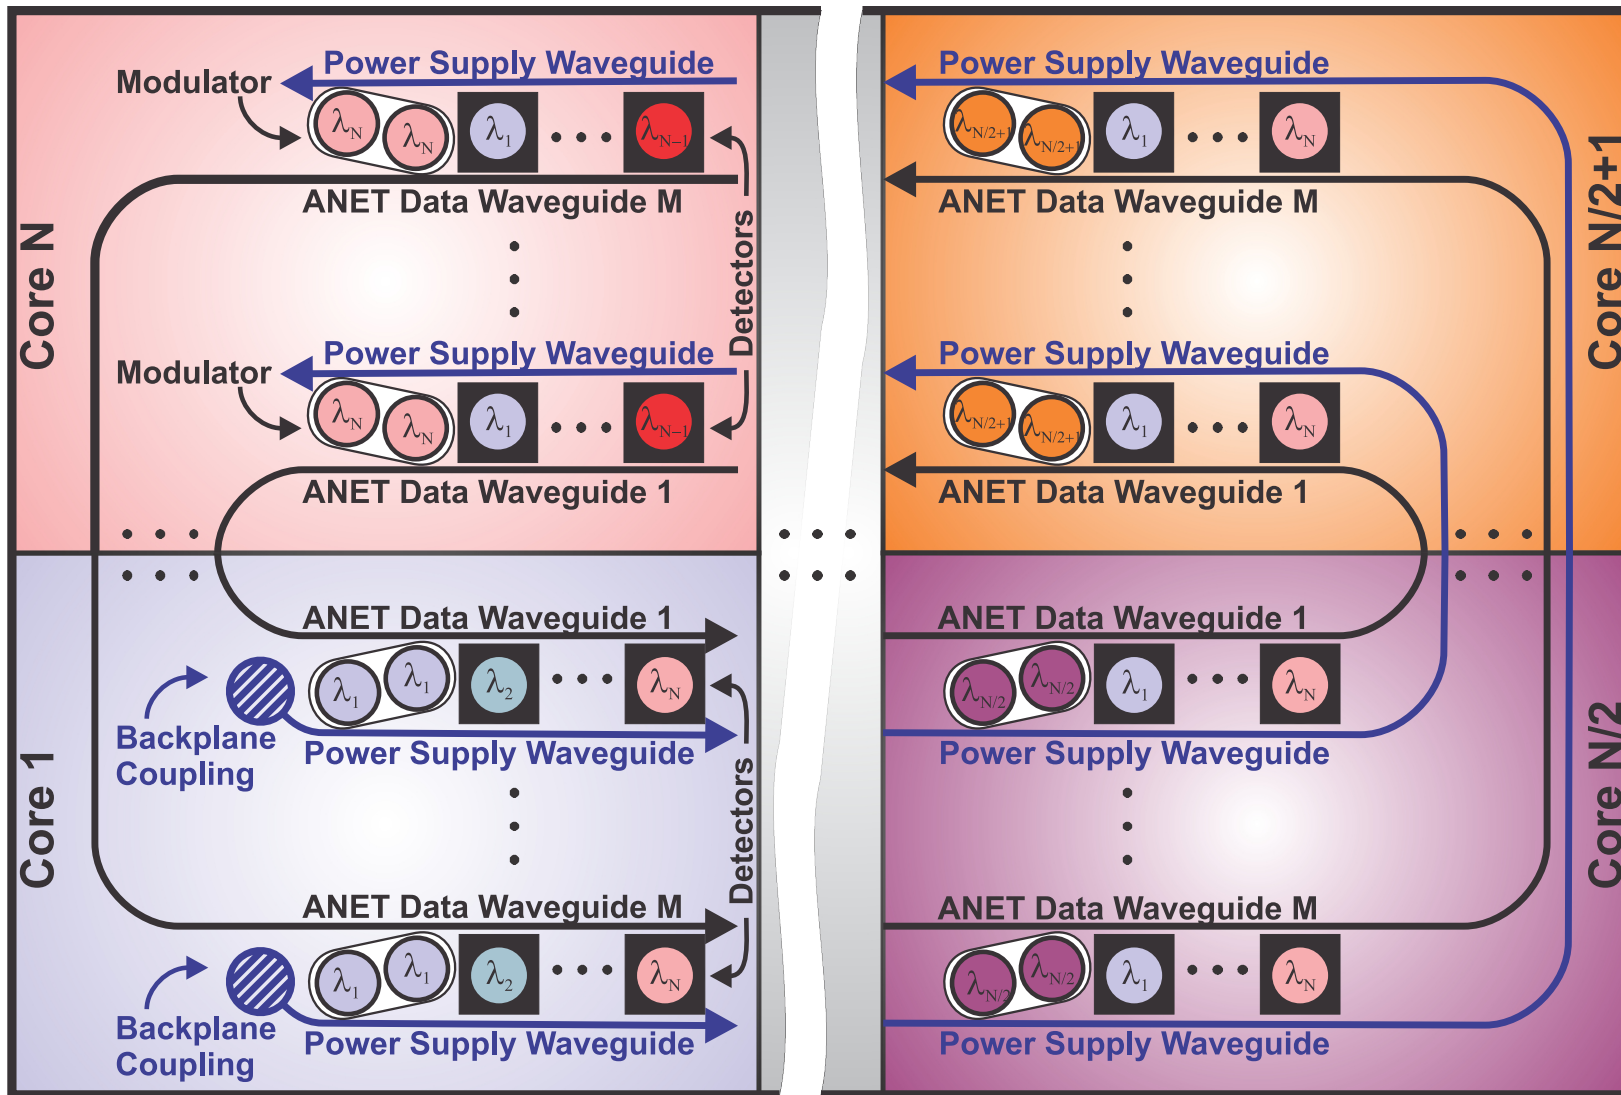 Power Supply Waveguide
Modulator
λN λN λ1 • • • λN−1
ANET Data Waveguide M
Core N
Detectors
Power Supply Waveguide
Modulator
λN λN λ1 • • • λN−1
ANET Data Waveguide 1
Power Supply Waveguide
λN/2+1 λN/2+1 λ1 • • • λN
ANET Data Waveguide M
Core N/2+1
Power Supply Waveguide
λN/2+1 λN/2+1 λ1 • • • λN
ANET Data Waveguide 1
ANET Data Waveguide 1
λ1 λ1 λ2 • • • λN
Backplane
Coupling
Power Supply Waveguide
Core 1
Detectors
ANET Data Waveguide M
λ1 λ1 λ2 • • • λN
Backplane
Coupling
Power Supply Waveguide
ANET Data Waveguide 1
λN/2 λN/2 λ1 • • • λN
Power Supply Waveguide
Core N/2
ANET Data Waveguide M
λN/2 λN/2 λ1 • • • λN
Power Supply Waveguide